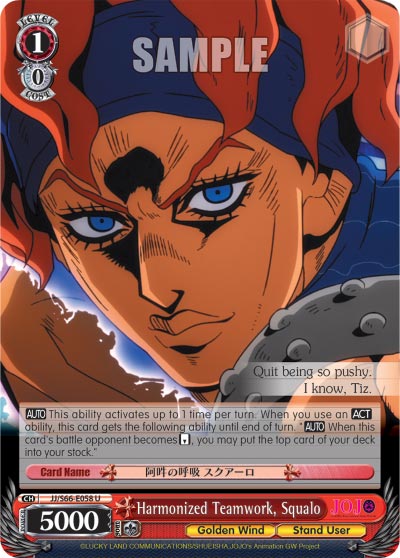 LEVEL
1
0
COST
SAMPLE
Quit being so pushy.
I know, Tiz.
AUTO This ability activates up to 1 time per turn. When you use an ACT
ability, this card gets the following ability until end of turn. "AUTO When this
card's battle opponent becomes , you may put the top card of your deck
into your stock."
Card Name
阿吽の呼吸 スクアーロ
CH
JJ/S66-E058 U
POWER
5000
SOUL
Harmonized Teamwork, Squalo
JOJO
Golden Wind
Stand User
©LUCKY LAND COMMUNICATIONS/SHUEISHA,JOJO's Animation GW Project